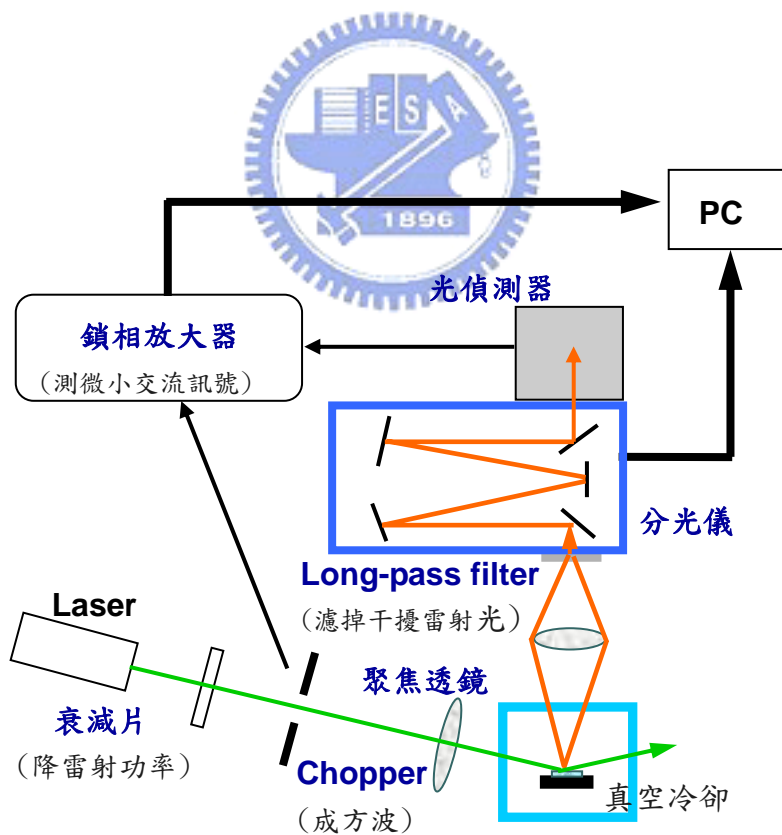 E S A
1896
PC
光偵測器
鎖相放大器
（測微小交流訊號）
分光儀
Long-pass filter
（濾掉干擾雷射光）
Laser
聚焦透鏡
衰減片
（降雷射功率）
Chopper
（成方波）
真空冷卻